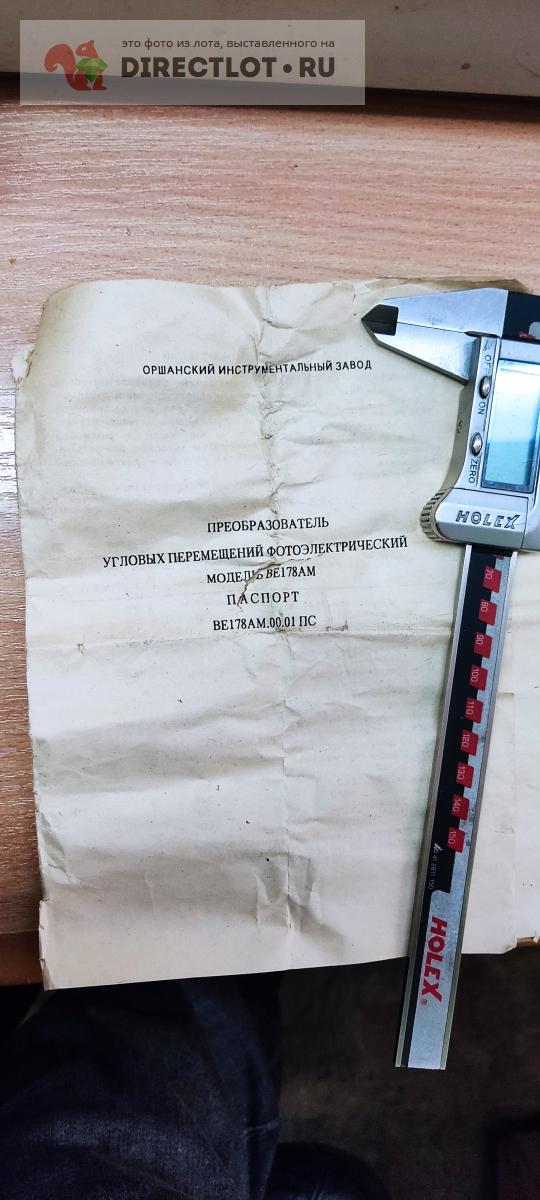 это фото из лота, выставленного на
DIRECTLOT.RU
ОРШАНСКИЙ ИНСТРУМЕНТАЛЬНЫЙ ЗАВОД
ПРЕОБРАЗОВАТЕЛЬ
УГЛОВЫХ ПЕРЕМЕЩЕНИЙ ФОТОЭЛЕКТРИЧЕСКИЙ
МОДЕЛЬ ВЕ178АМ
ПАСПОРТ
ВЕ178АМ.00.01 ПС
OFF
ON
ZERO
HOLEX
70
80
90
100
110
120
130
140
150
HOLEX®